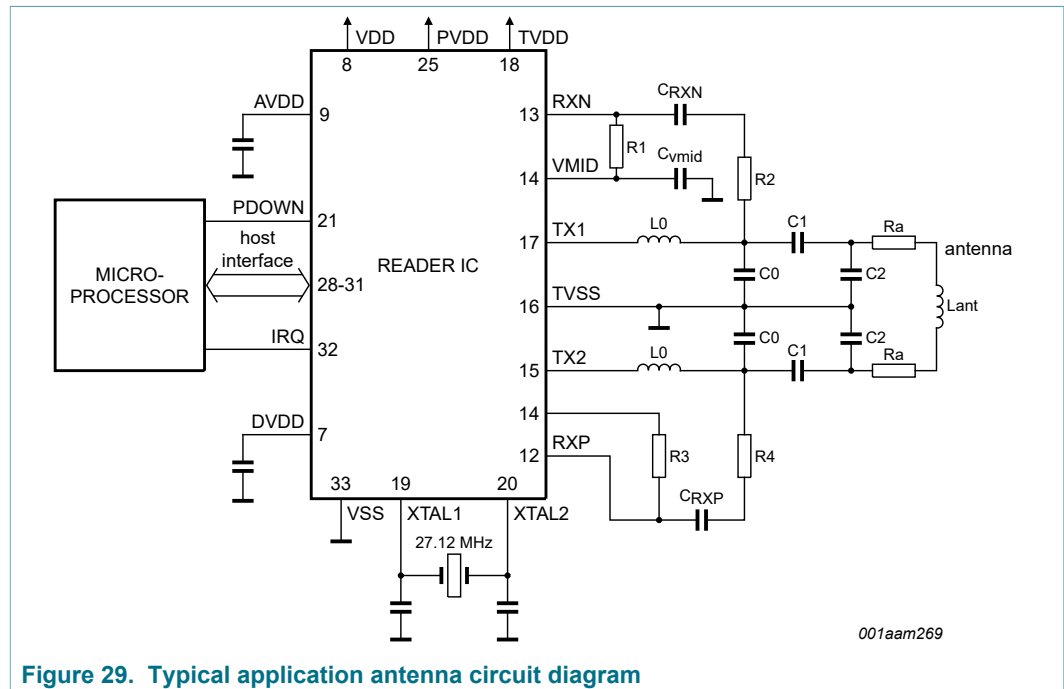 VDD PVDD TVDD
8 25 18
AVDD 9
13 RXN CRXN
R1
14 VMID Cvmid
R2
PDOWN 21
17 TX1 L0 C1 Ra
antenna
host
interface
READER IC
MICRO-
PROCESSOR
28-31
C0 C2
16 TVSS
Lant
IRQ 32
C0 C2
15 TX2 L0 C1 Ra
14
DVDD 7
12 RXP
R3 R4
CRXP
33 19 20
VSS XTAL1 XTAL2
27.12 MHz
001aam269
Figure 29. Typical application antenna circuit diagram